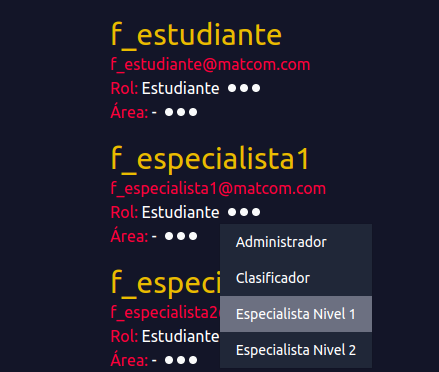 f_estudiante
f_estudiante@matcom.com
Rol: Estudiante
Área: -
f_especialista1
f_especialista1@matcom.com
Rol: Estudiante
Área: -
Administrador
Clasificador
Especialista Nivel 1
Especialista Nivel 2
f_especi
f_especialista2
Rol: Estudiante
Área: -